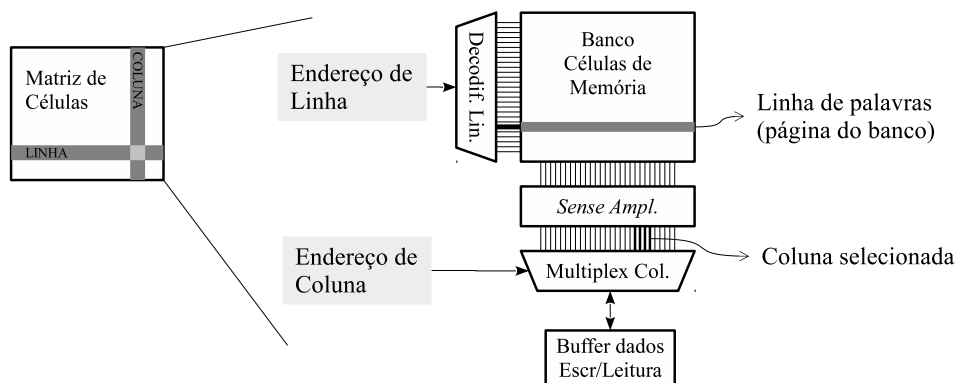 Matriz de
Células
COLUNA
LINHA
Endereço de
Linha
Decodif. Lin.
Banco
Células de
Memória
Linha de palavras
(página do banco)
Sense Ampl.
Endereço de
Coluna
Multiplex Col.
Coluna selecionada
Buffer dados
Escr/Leitura